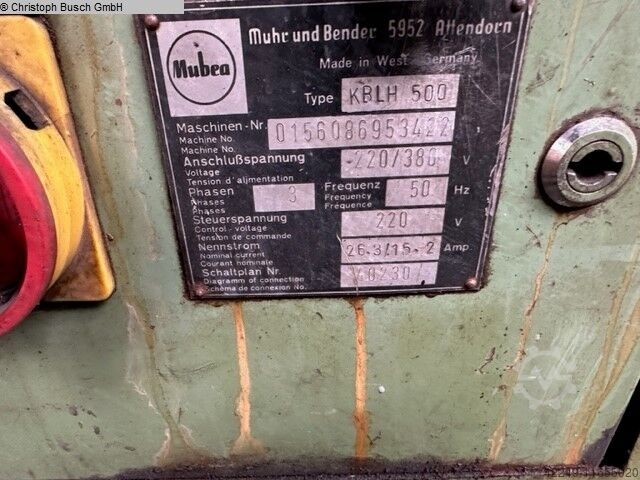 © Christoph Busch GmbH
Mubea
Muhr und Bender 5952 Attendorn
Made in West Germany
Type KBLH 500
Maschinen-Nr. 0156086953422
Machine No.
Machine No.
Anschlußspannung 220/380 V
Voltage
Tension d'alimentation
Phasen 3 Frequenz 50 Hz
Phases Frequency
Phases Fréquence
Steuerspannung 220 V
Control-voltage
Tension de commande
Nennstrom 26.3/15.2 Amp
Nominal current
Courant nominale
Schaltplan Nr.
Diagram of connection
Schéma de connexion No.